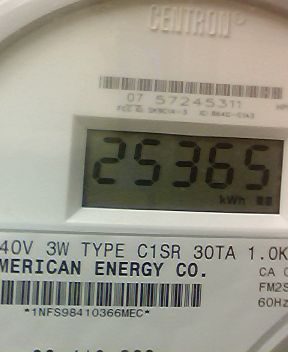 CENTRON®
07 57245311
25365
kWh
40V 3W TYPE C1SR 30TA 1.0K
MERICAN ENERGY CO.
CA 0
FM2S
60Hz
*1NFS98410366MEC*